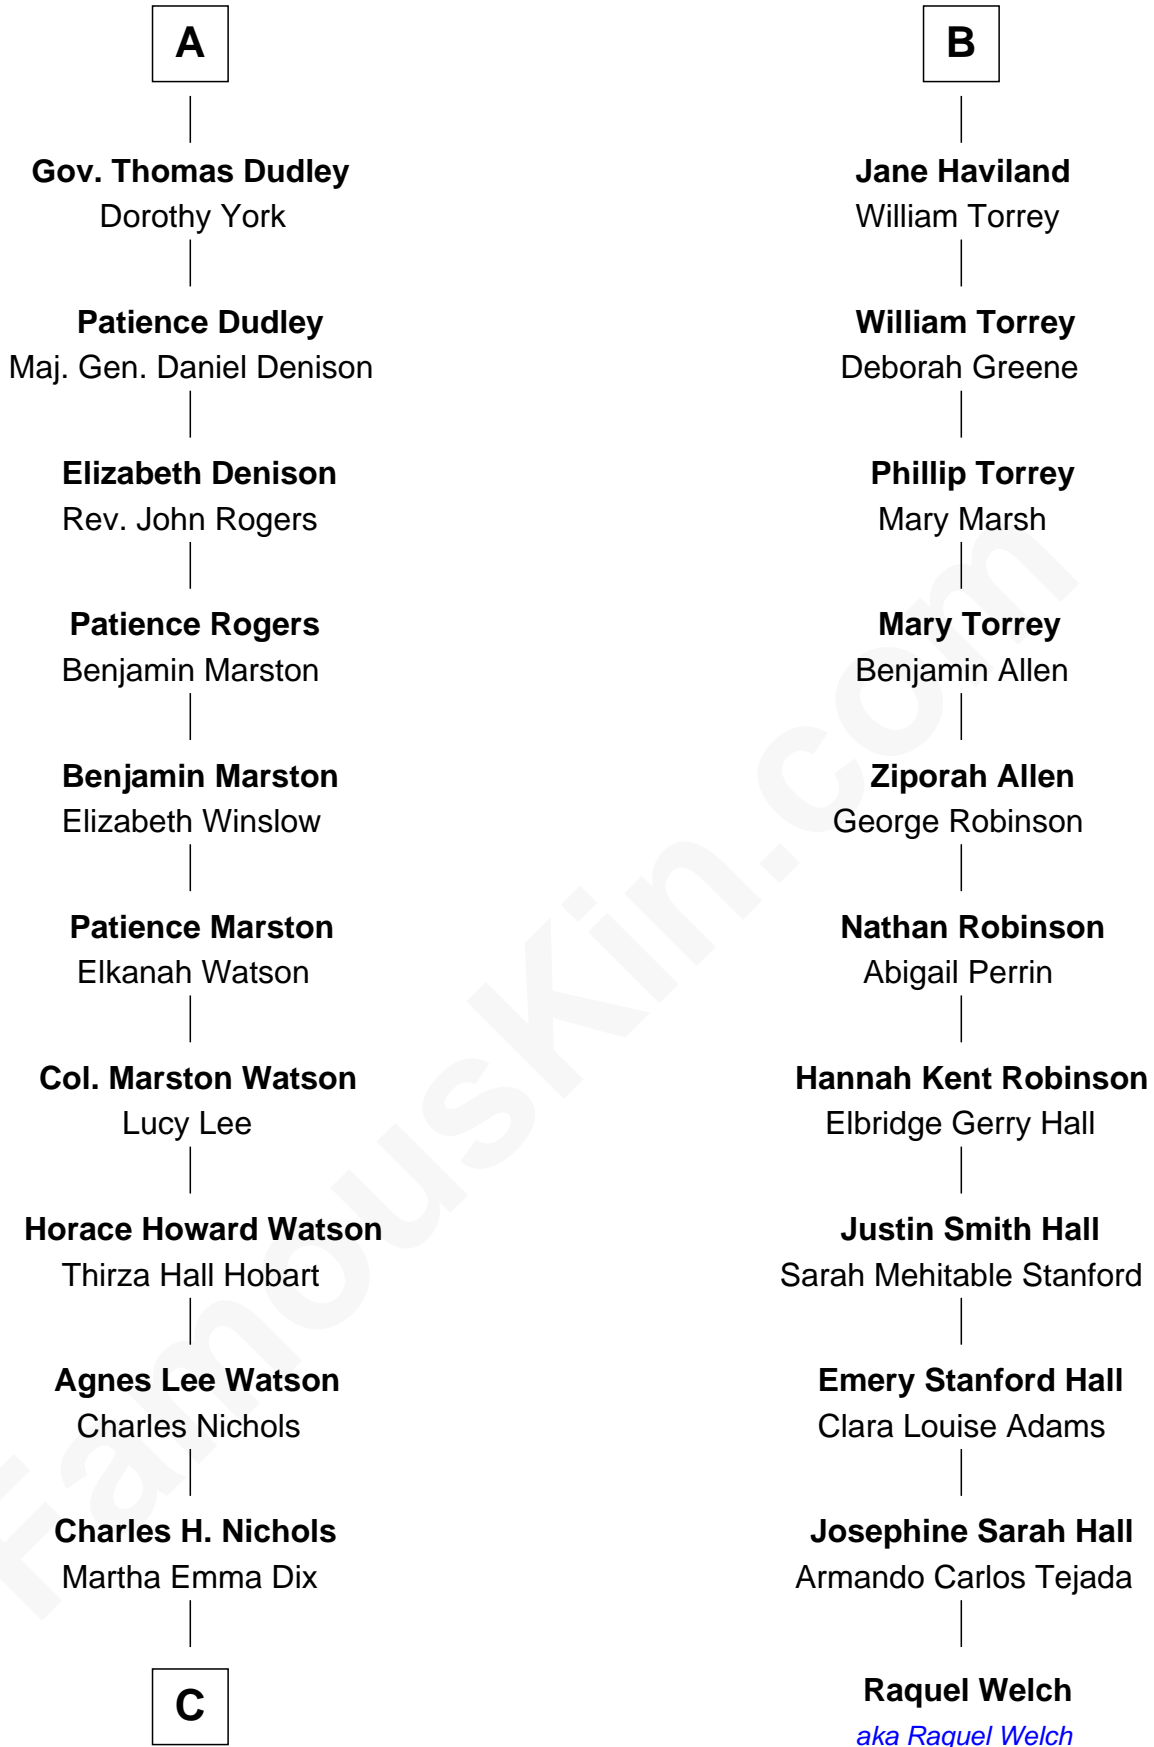 A
Gov. Thomas Dudley
Dorothy York
Patience Dudley
Maj. Gen. Daniel Denison
Elizabeth Denison
Rev. John Rogers
Patience Rogers
Benjamin Marston
Benjamin Marston
Elizabeth Winslow
Patience Marston
Elkanah Watson
Col. Marston Watson
Lucy Lee
Horace Howard Watson
Thirza Hall Hobart
Agnes Lee Watson
Charles Nichols
Charles H. Nichols
Martha Emma Dix
C
B
Jane Haviland
William Torrey
William Torrey
Deborah Greene
Phillip Torrey
Mary Marsh
Mary Torrey
Benjamin Allen
Ziporah Allen
George Robinson
Nathan Robinson
Abigail Perrin
Hannah Kent Robinson
Elbridge Gerry Hall
Justin Smith Hall
Sarah Mehitable Stanford
Emery Stanford Hall
Clara Louise Adams
Josephine Sarah Hall
Armando Carlos Tejada
Raquel Welch
aka Raquel Welch
FamousKin.com